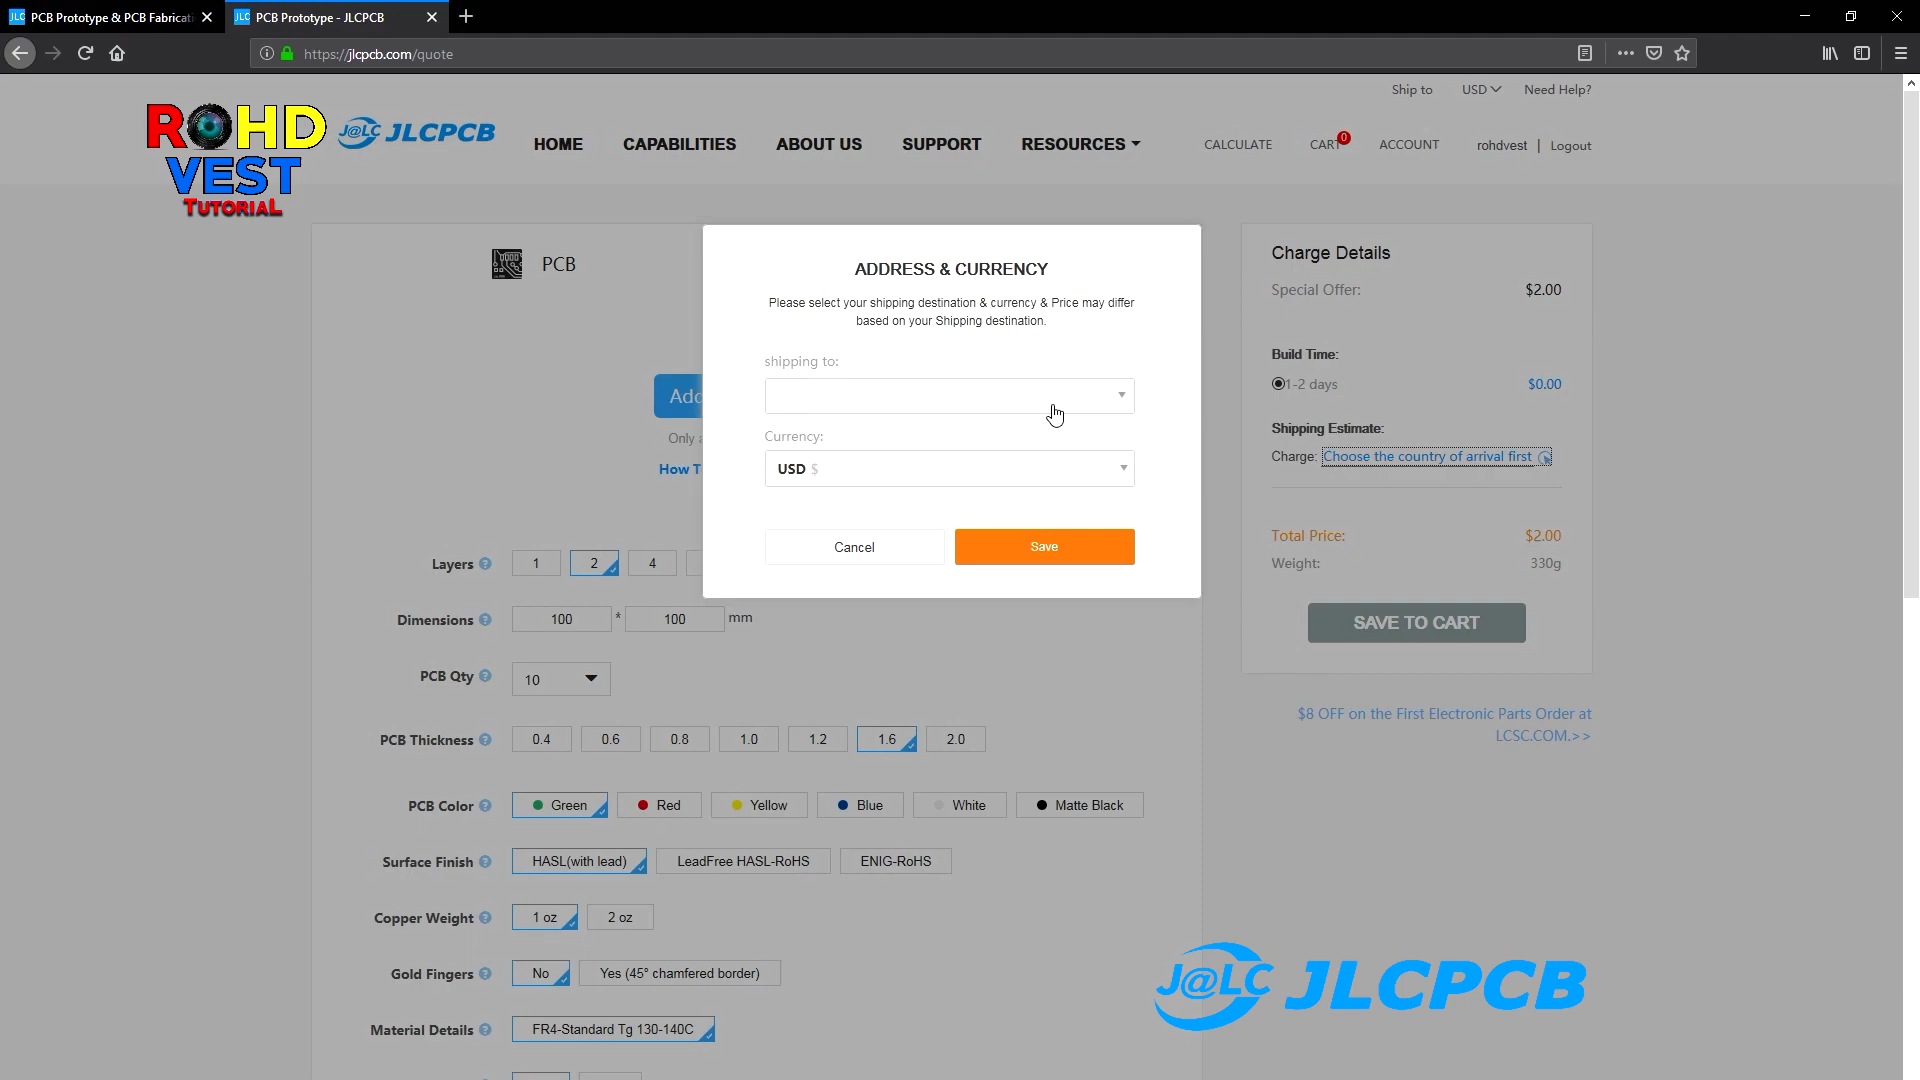 PCB Prototype & PCB Fabricati
PCB Prototype - JLCPCB
https://jlcpcb.com/quote
Ship to USD Need Help?
ROHD
VEST
TUTORIAL
J@LC JLCPCB
HOME CAPABILITIES ABOUT US SUPPORT RESOURCES
CALCULATE CART 0 ACCOUNT rohdvest | Logout
PCB
Add
Only
How T
ADDRESS & CURRENCY
Please select your shipping destination & currency & Price may differ
based on your Shipping destination.
shipping to:
Currency:
USD $
Cancel Save
Charge Details
Special Offer: $2.00
Build Time:
1-2 days $0.00
Shipping Estimate:
Charge: Choose the country of arrival first
Total Price: $2.00
Weight: 330g
SAVE TO CART
$8 OFF on the First Electronic Parts Order at
LCSC.COM.>>
Layers ? 1 2 4
Dimensions ? 100 * 100 mm
PCB Qty ? 10
PCB Thickness ? 0.4 0.6 0.8 1.0 1.2 1.6 2.0
PCB Color ? Green Red Yellow Blue White Matte Black
Surface Finish ? HASL(with lead) LeadFree HASL-RoHS ENIG-RoHS
Copper Weight ? 1 oz 2 oz
Gold Fingers ? No Yes (45° chamfered border)
Material Details ? FR4-Standard Tg 130-140C
J@LC JLCPCB